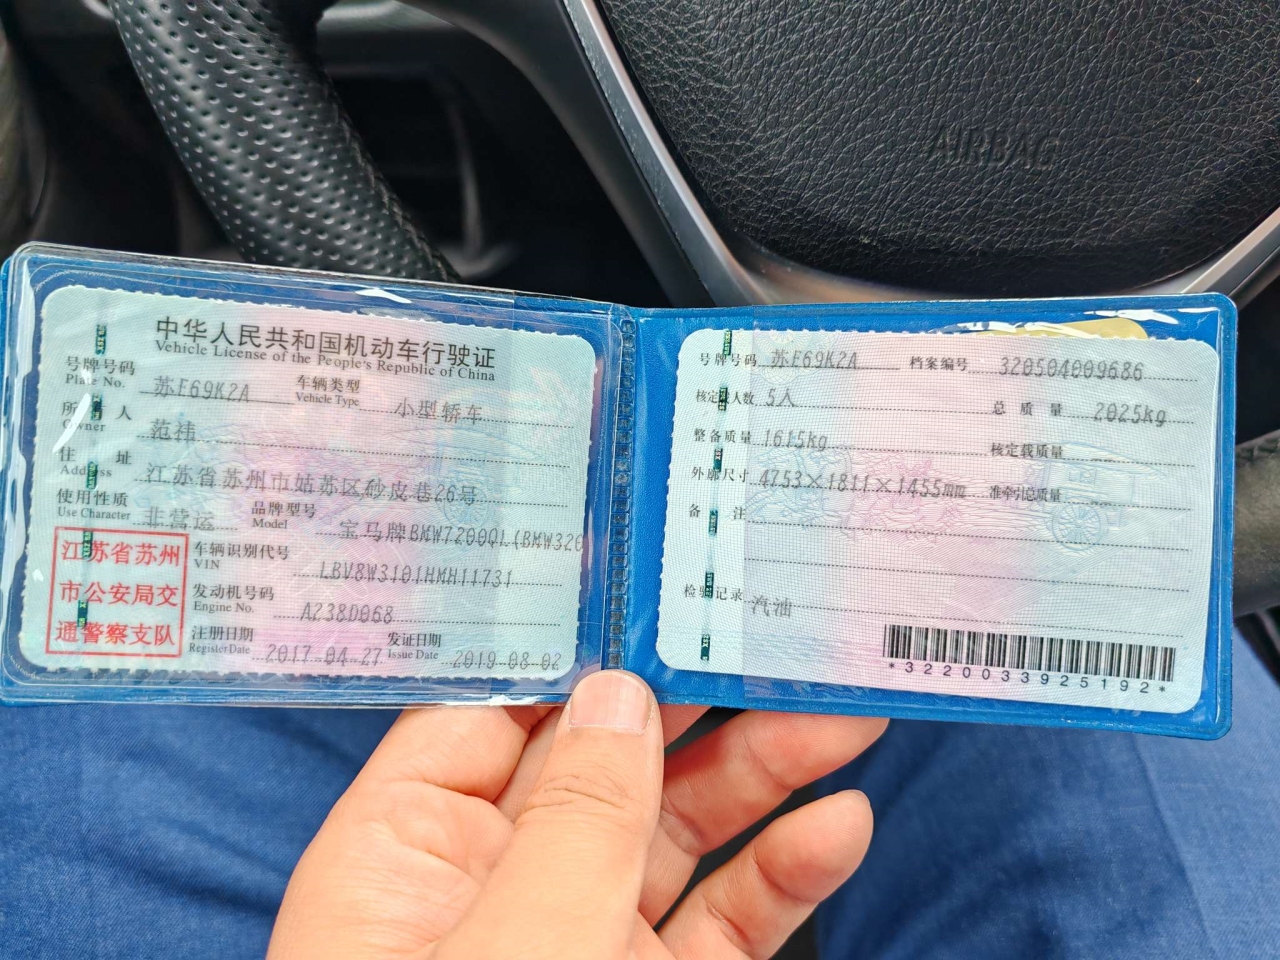 AIRBAG
中华人民共和国机动车行驶证
Vehicle License of the People's Republic of China
号牌号码 苏E69K2A 车辆类型 小型轿车
Plate No. Vehicle Type
所有人 范祎
Owner
住 址 江苏省苏州市姑苏区砂皮巷26号
Address
使用性质 非营运 品牌型号 宝马牌BMW7200QL(BMW320
Use Character Model
江苏省苏州
市公安局交
通警察支队
车辆识别代号 LBV8W3101HMH11731
VIN
发动机号码 A238D068
Engine No.
注册日期 2017-04-27 发证日期 2019-08-02
Register Date Issue Date
号牌号码 苏E69K2A 档案编号 320504009686
核定载人数 5人 总质量 2025kg
整备质量 1615kg 核定载质量
外廓尺寸 4753×1811×1455mm 准牵引总质量
备 注
检验记录 汽油
*3220033925192*